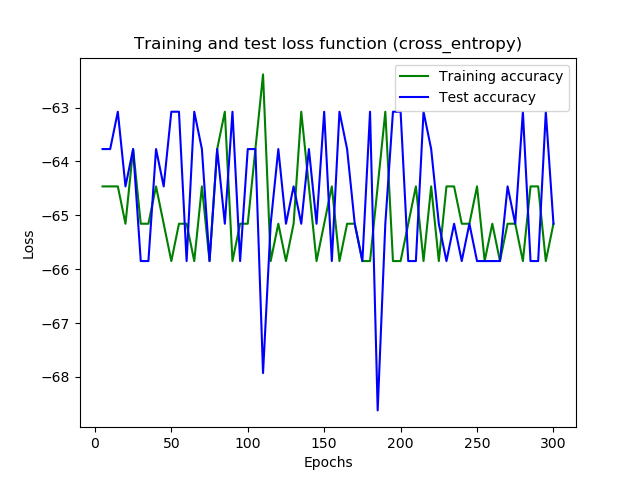 Training and test loss function (cross_entropy)
Training accuracy
Test accuracy
−63
−64
−65
−66
−67
−68
Loss
0
50
100
150
200
250
300
Epochs